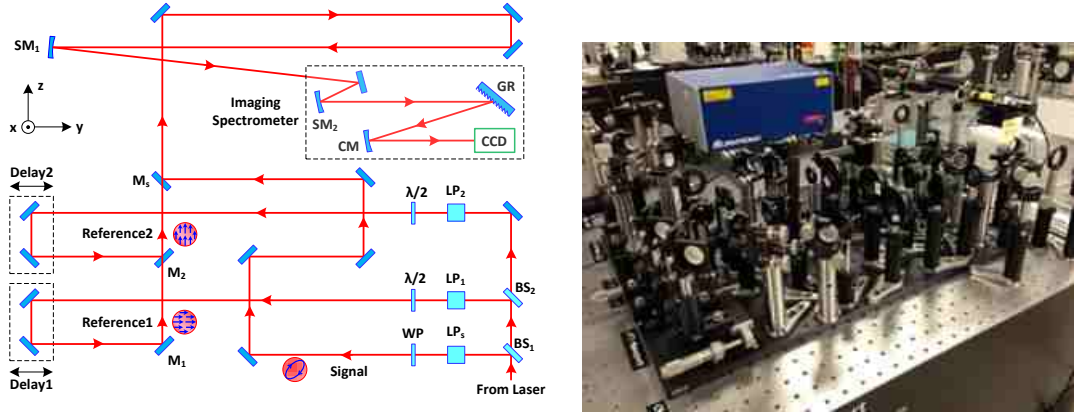 SM1
z
x
y
Imaging
Spectrometer
GR
SM2
CM
CCD
Delay2
Ms
λ/2
LP2
Reference2
M2
λ/2
LP1
BS2
Reference1
WP
LPs
BS1
M1
Delay1
Signal
From Laser